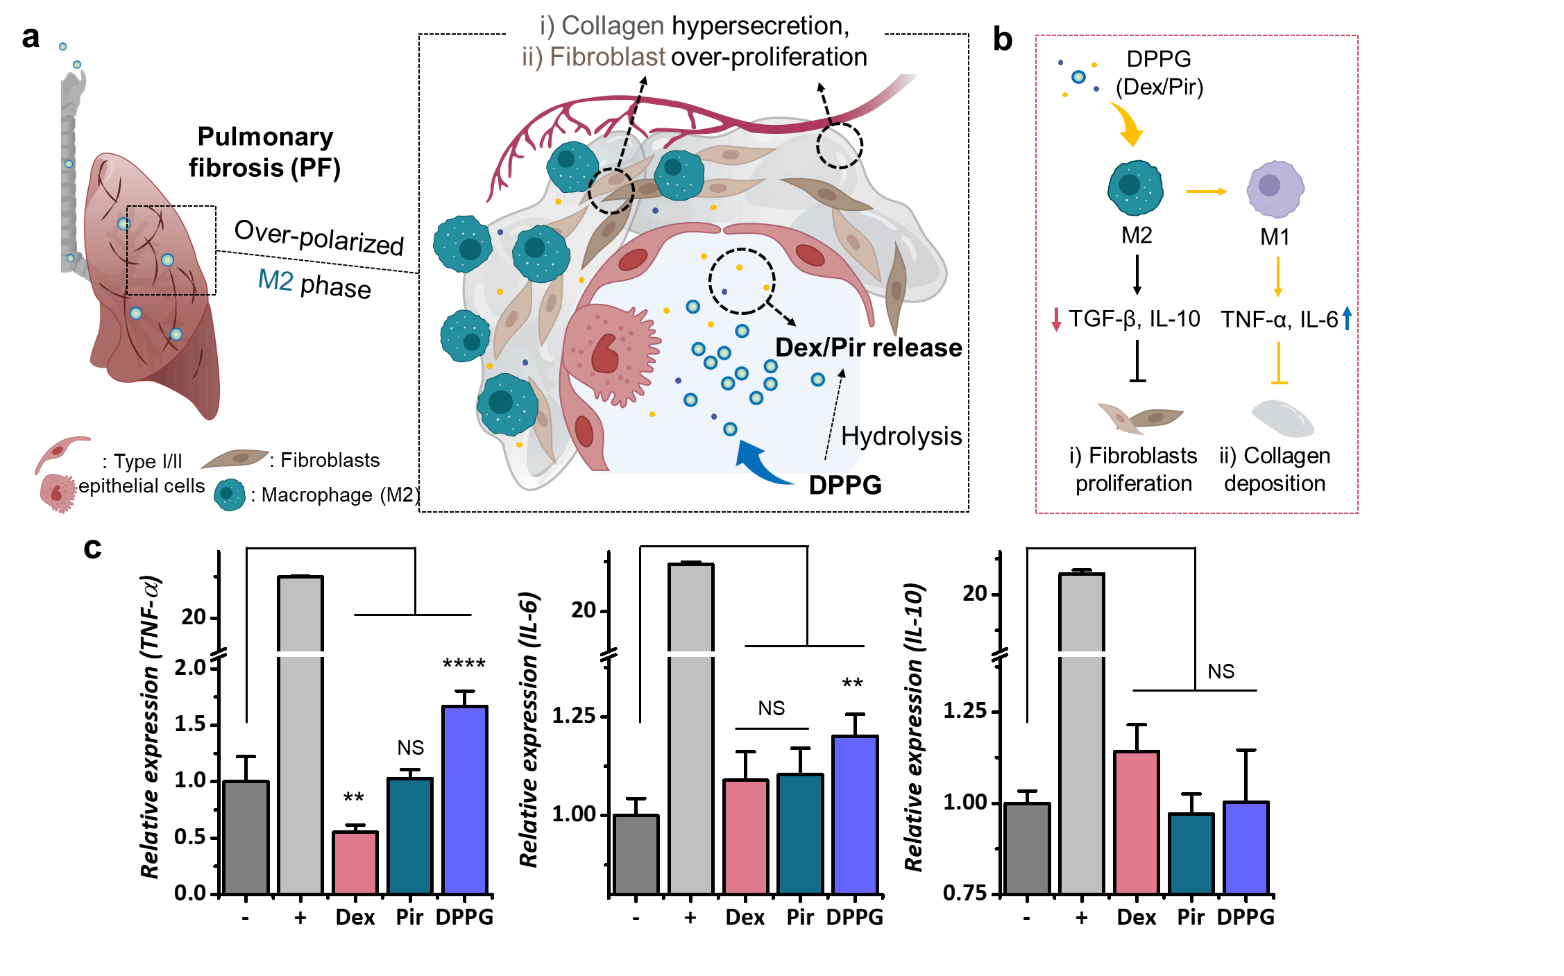 a
i) Collagen hypersecretion,
ii) Fibroblast over-proliferation
Pulmonary
fibrosis (PF)
Over-polarized
M2 phase
Dex/Pir release
Hydrolysis
DPPG
: Type I/II
epithelial cells
: Fibroblasts
: Macrophage (M2)
b
DPPG
(Dex/Pir)
M2
M1
TGF-β, IL-10
TNF-α, IL-6
i) Fibroblasts
proliferation
ii) Collagen
deposition
c
Relative expression (TNF-α)
20
2.0
1.5
1.0
0.5
0.0
**
NS
****
- + Dex Pir DPPG
Relative expression (IL-6)
20
1.25
1.00
NS
**
- + Dex Pir DPPG
Relative expression (IL-10)
20
1.25
1.00
0.75
NS
- + Dex Pir DPPG